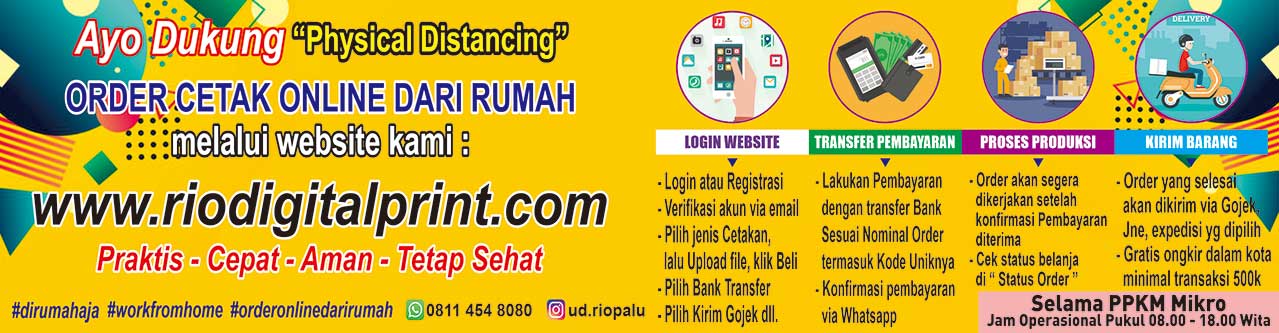 Ayo Dukung “Physical Distancing”
ORDER CETAK ONLINE DARI RUMAH
melalui website kami :
www.riodigitalprint.com
Praktis - Cepat - Aman - Tetap Sehat
#dirumahaja #workfromhome #orderonlinedarirumah 0811 454 8080 ud.riopalu
LOGIN WEBSITE
- Login atau Registrasi
- Verifikasi akun via email
- Pilih jenis Cetakan,
lalu Upload file, klik Beli
- Pilih Bank Transfer
- Pilih Kirim Gojek dll.
TRANSFER PEMBAYARAN
- Lakukan Pembayaran
dengan transfer Bank
Sesuai Nominal Order
termasuk Kode Uniknya
- Konfirmasi pembayaran
via Whatsapp
PROSES PRODUKSI
- Order akan segera
dikerjakan setelah
konfirmasi Pembayaran
diterima
- Cek status belanja
di “ Status Order ”
DELIVERY
KIRIM BARANG
- Order yang selesai
akan dikirim via Gojek,
Jne, expedisi yg dipilih
- Gratis ongkir dalam kota
minimal transaksi 500k
Selama PPKM Mikro
Jam Operasional Pukul 08.00 - 18.00 Wita